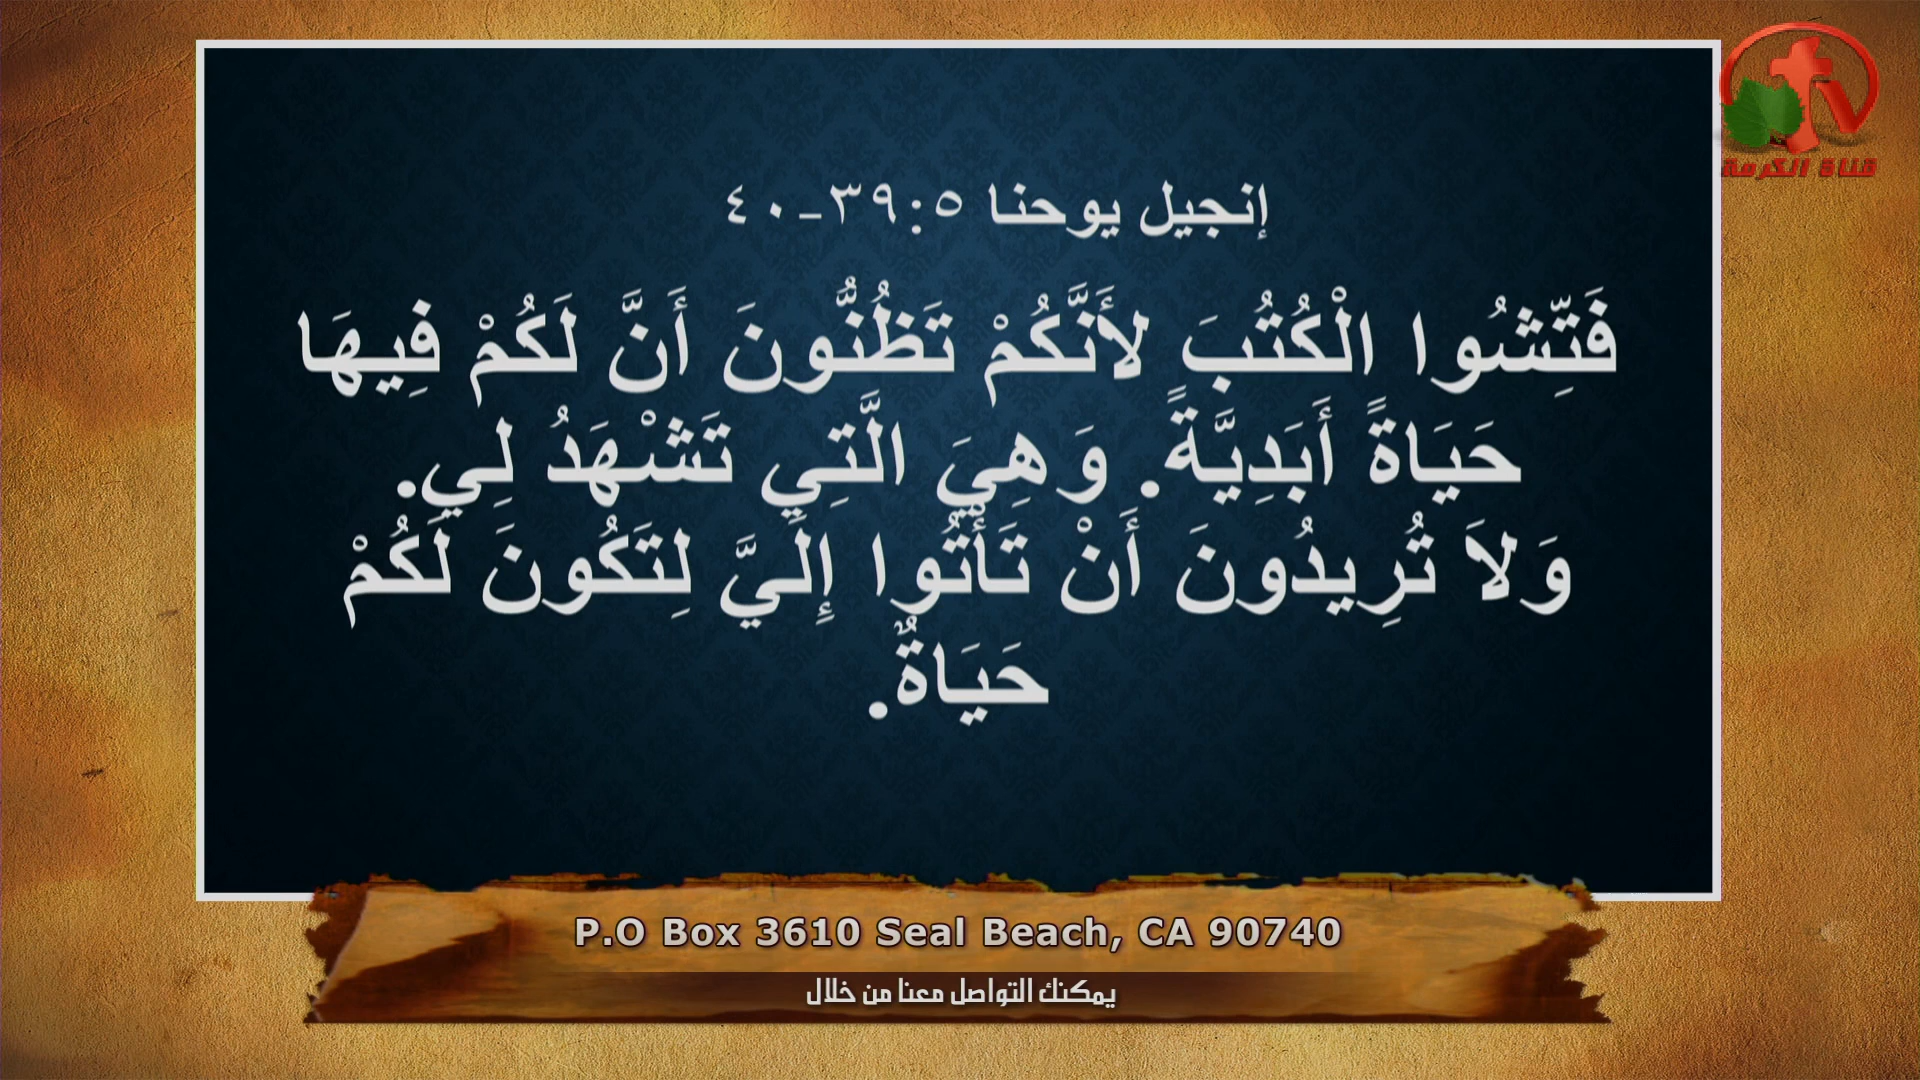 قناة الكرمة
إنجيل يوحنا ٥:٣٩-٤٠
فَتِّشُوا الْكُتُبَ لأَنَّكُمْ تَظُنُّونَ أَنَّ لَكُمْ فِيهَا
حَيَاةً أَبَدِيَّةً. وَهِيَ الَّتِي تَشْهَدُ لِي.
وَلاَ تُرِيدُونَ أَنْ تَأْتُوا إِلَيَّ لِتَكُونَ لَكُمْ
حَيَاةٌ.
P.O Box 3610 Seal Beach, CA 90740
يمكنك التواصل معنا من خلال